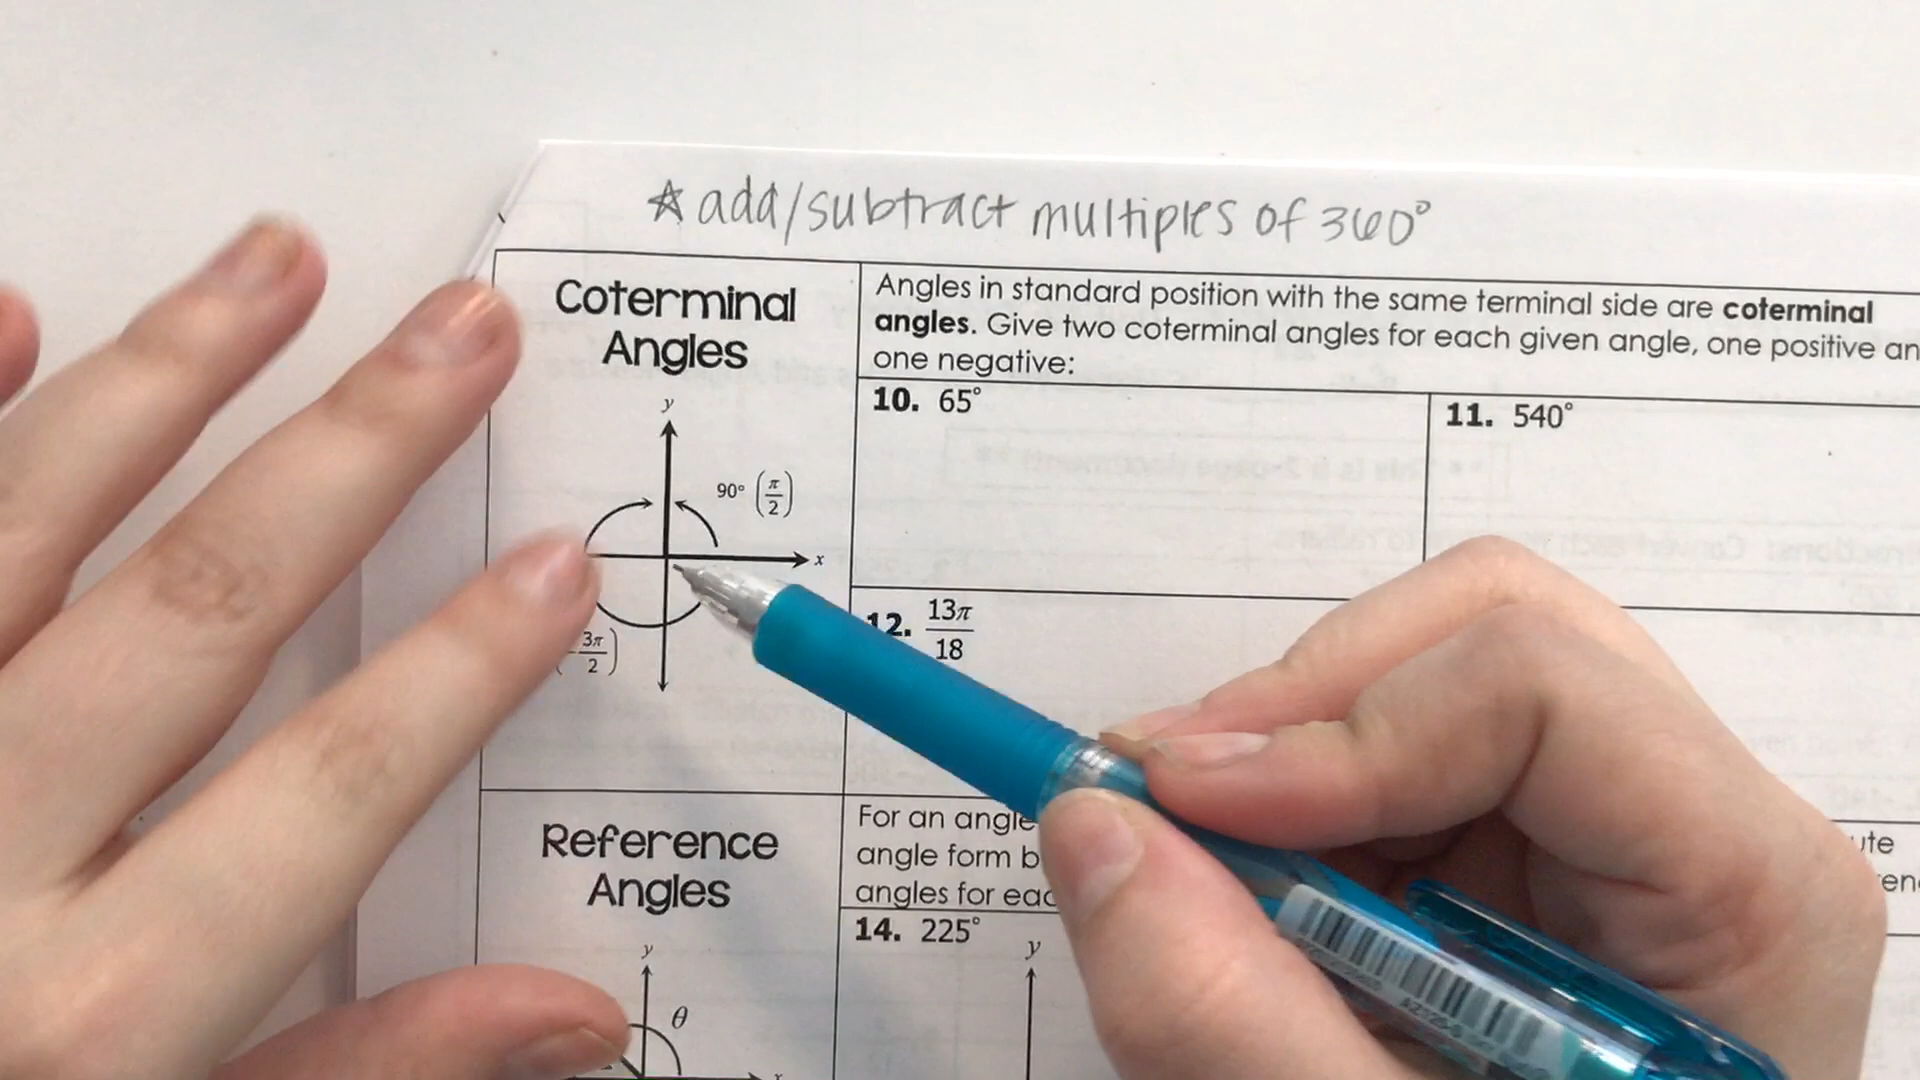 ☆ add/subtract multiples of 360°
Coterminal
Angles
Angles in standard position with the same terminal side are coterminal
angles. Give two coterminal angles for each given angle, one positive an
one negative:
y
90° (π/2)
x
3π/2)
10. 65°
11. 540°
12. 13π/18
Reference
Angles
For an angle
angle form b
angles for eac
ute
14. 225°
y
y
θ